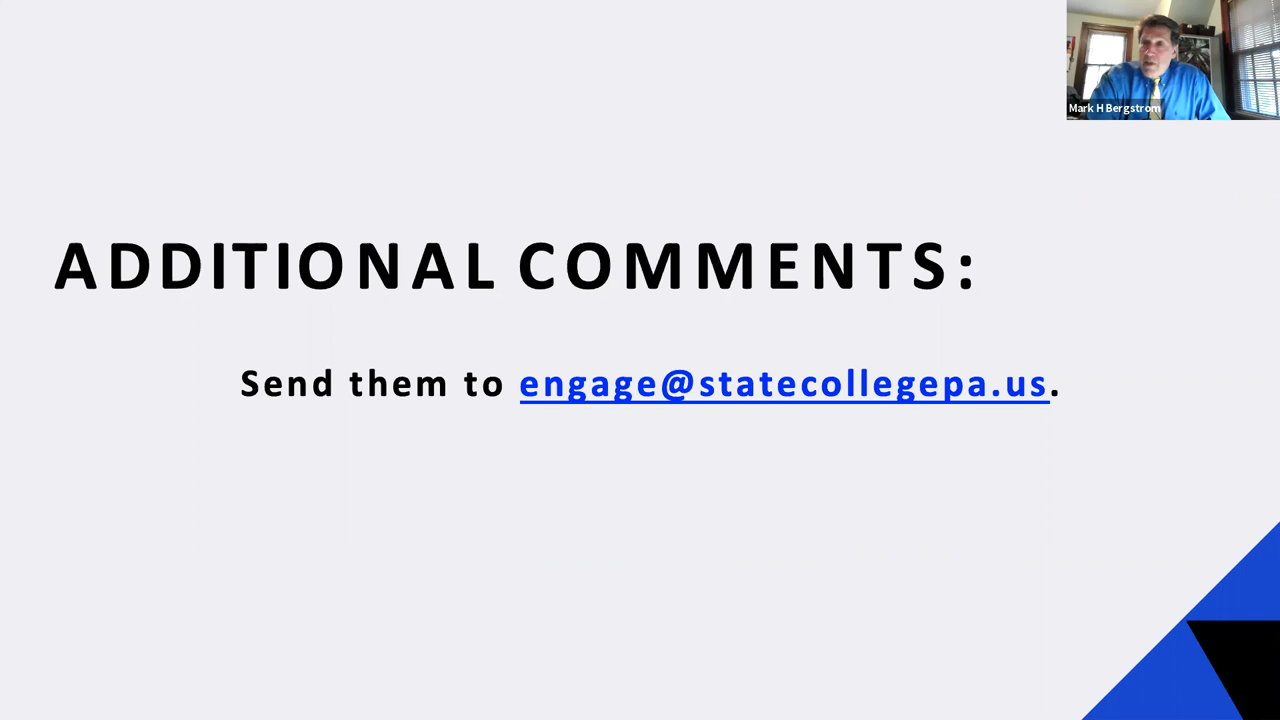 Mark H Bergstrom
ADDITIONAL COMMENTS:
Send them to engage@statecollegepa.us.